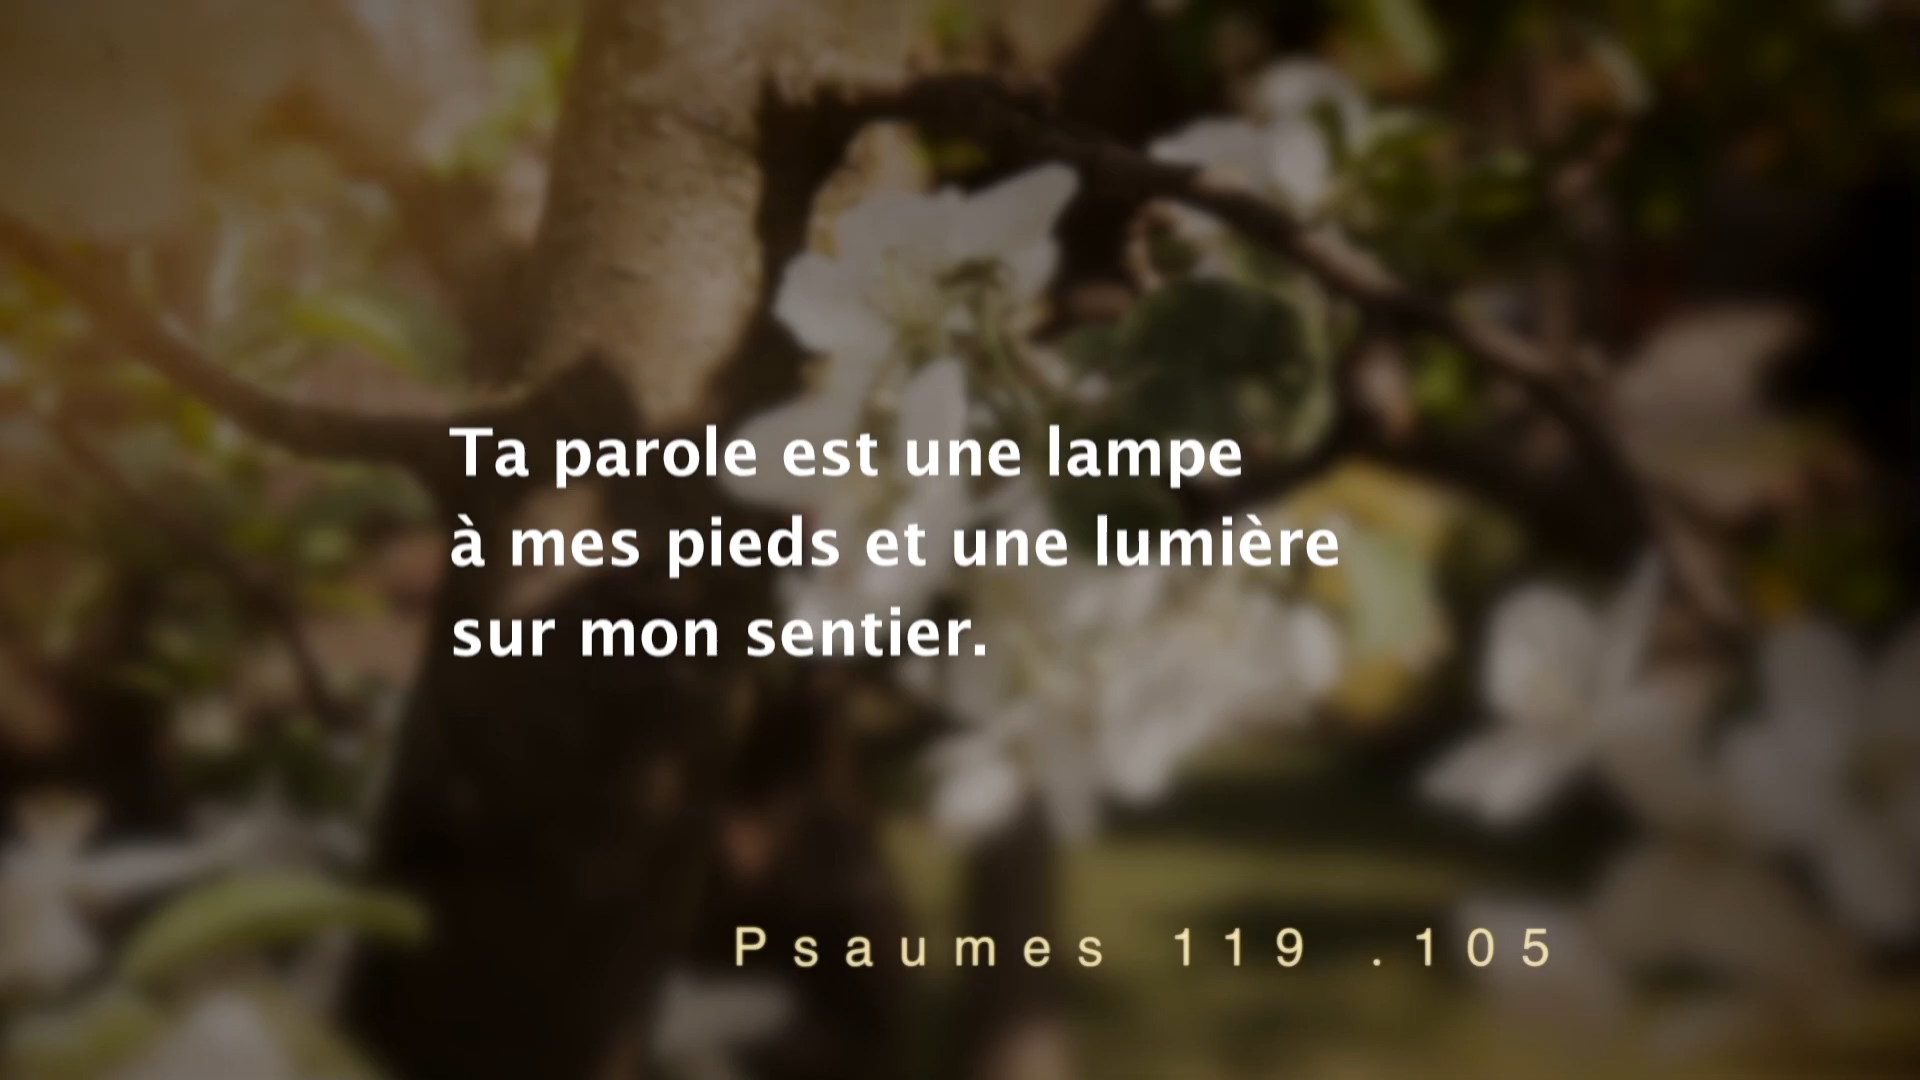 Ta parole est une lampe
à mes pieds et une lumière
sur mon sentier.
Psaumes 119 .105